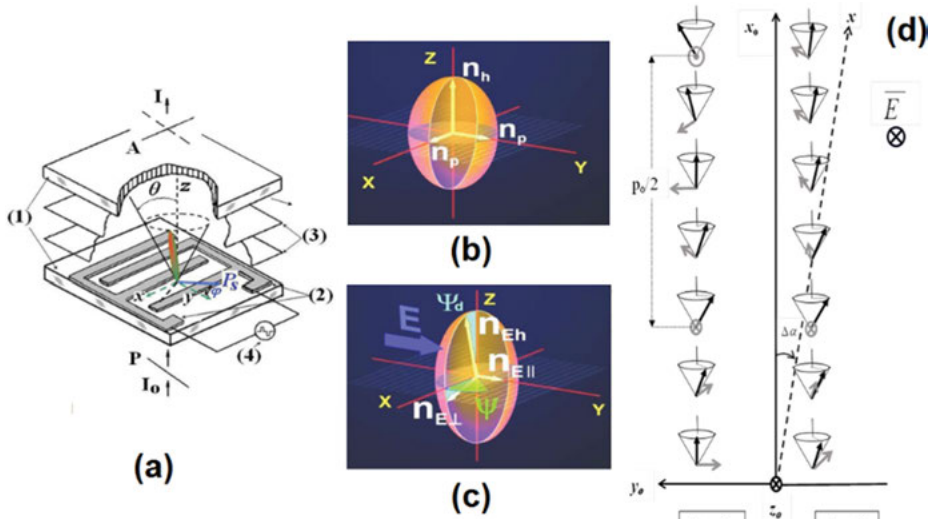 I
A
z
θ
(1)
(3)
P_s
x
y
φ
(2)
(4)
P
I₀
(a)
Z
n_h
n_p
n_p
X
Y
(b)
Ψ_d
Z
E
n_Eh
n_E||
X
Y
n_E⊥
Ψ
(c)
x₀
x
(d)
E
p₀/2
Δα
y₀
z₀